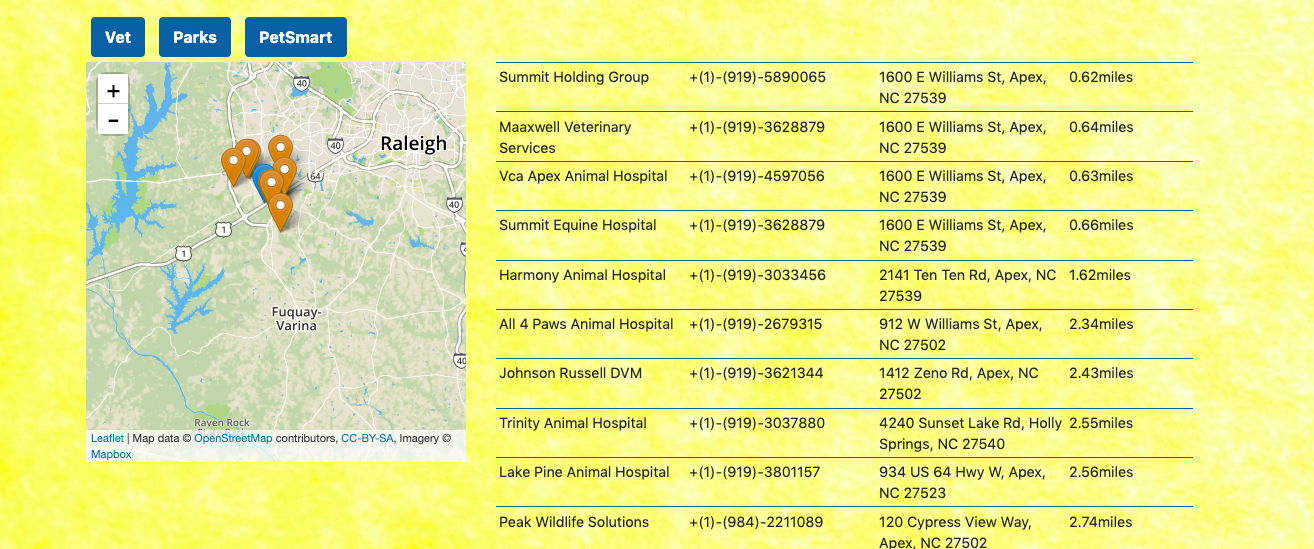 Vet Parks PetSmart
+
-
40
40
Raleigh
64
40
1
1
Fuquay-
Varina
40
Raven Rock
Leaflet | Map data © OpenStreetMap contributors, CC-BY-SA, Imagery ©
Mapbox
Summit Holding Group +(1)-(919)-5890065 1600 E Williams St, Apex, 0.62miles
NC 27539
Maaxwell Veterinary +(1)-(919)-3628879 1600 E Williams St, Apex, 0.64miles
Services NC 27539
Vca Apex Animal Hospital +(1)-(919)-4597056 1600 E Williams St, Apex, 0.63miles
NC 27539
Summit Equine Hospital +(1)-(919)-3628879 1600 E Williams St, Apex, 0.66miles
NC 27539
Harmony Animal Hospital +(1)-(919)-3033456 2141 Ten Ten Rd, Apex, NC 1.62miles
27539
All 4 Paws Animal Hospital +(1)-(919)-2679315 912 W Williams St, Apex, 2.34miles
NC 27502
Johnson Russell DVM +(1)-(919)-3621344 1412 Zeno Rd, Apex, NC 2.43miles
27502
Trinity Animal Hospital +(1)-(919)-3037880 4240 Sunset Lake Rd, Holly 2.55miles
Springs, NC 27540
Lake Pine Animal Hospital +(1)-(919)-3801157 934 US 64 Hwy W, Apex, 2.56miles
NC 27523
Peak Wildlife Solutions +(1)-(984)-2211089 120 Cypress View Way, 2.74miles
Apex, NC 27502